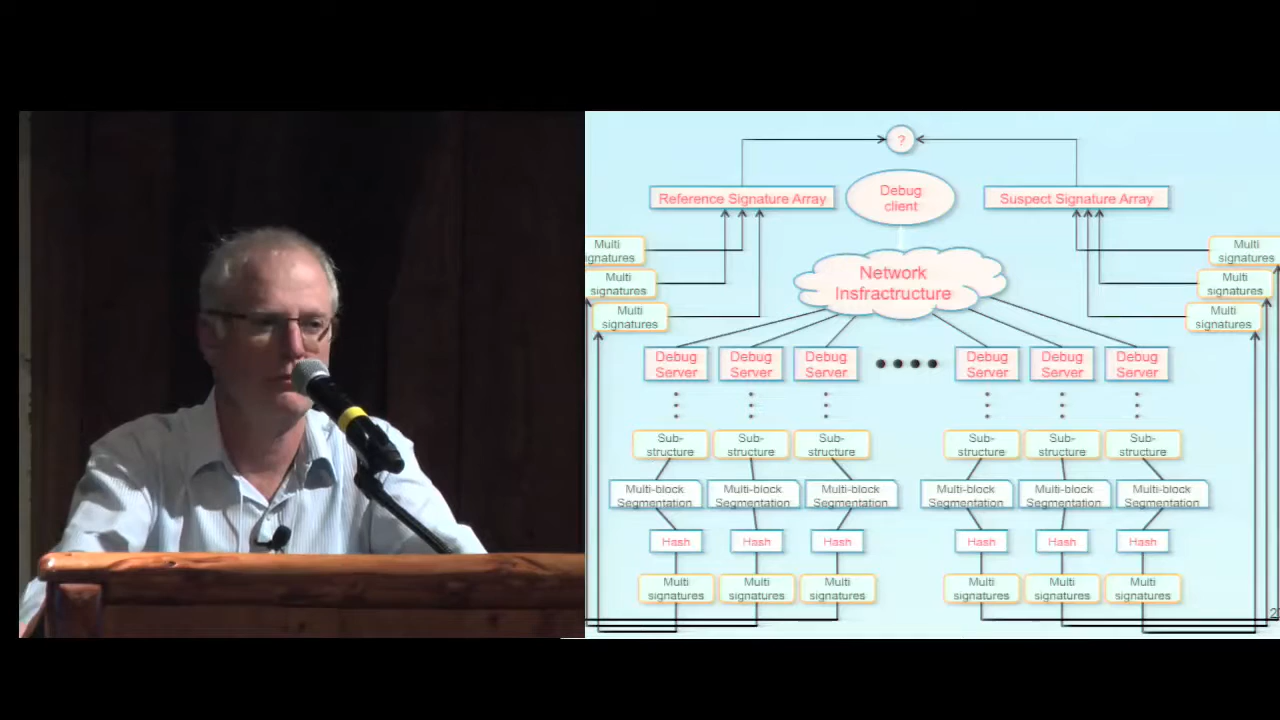 ?
Reference Signature Array
Debug
client
Suspect Signature Array
Multi
ignatures
Multi
signatures
Multi
signatures
Network
Insfractructure
Multi
signatures
Multi
signatures
Multi
signatures
Debug
Server
Debug
Server
Debug
Server
Debug
Server
Debug
Server
Debug
Server
Sub-
structure
Sub-
structure
Sub-
structure
Sub-
structure
Sub-
structure
Sub-
structure
Multi-block
Segmentation
Multi-block
Segmentation
Multi-block
Segmentation
Multi-block
Segmentation
Multi-block
Segmentation
Multi-block
Segmentation
Hash
Hash
Hash
Hash
Hash
Hash
Multi
signatures
Multi
signatures
Multi
signatures
Multi
signatures
Multi
signatures
Multi
signatures